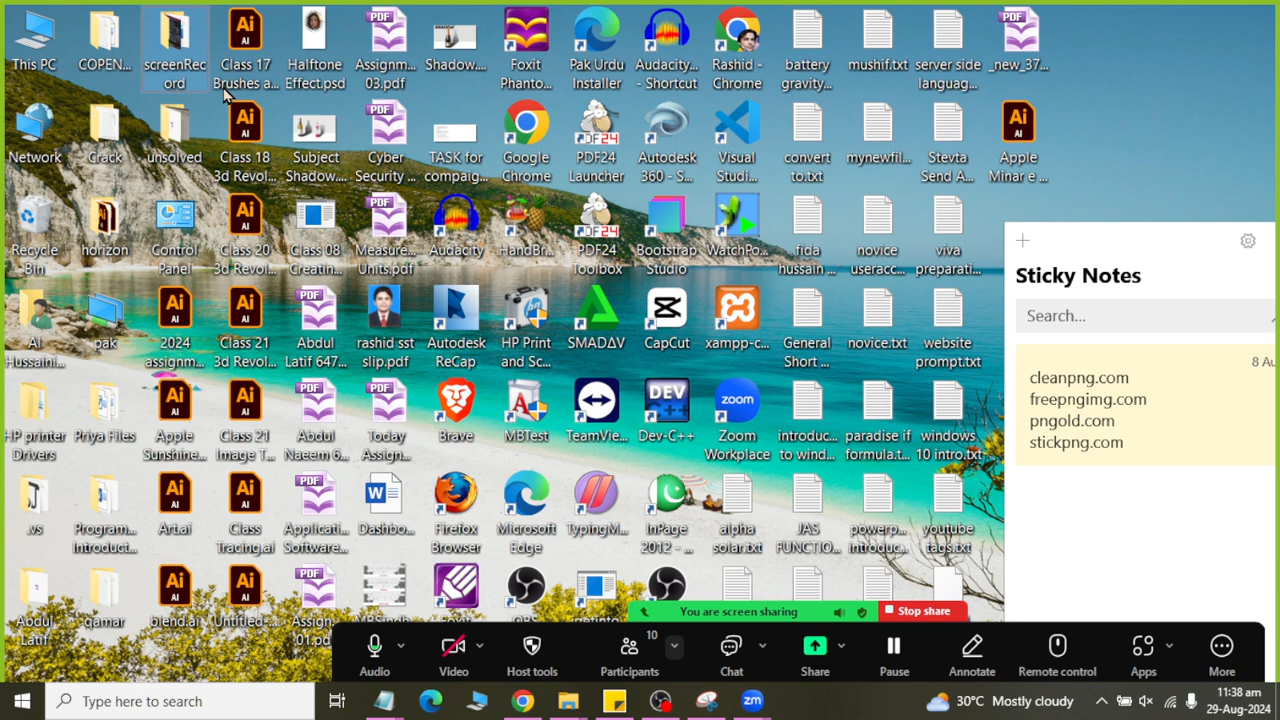 This PC
COPEN...
screenRec
ord
Class 17
Brushes a...
Halftone
Effect.psd
Assignm...
03.pdf
Shadow....
Foxit
Phanto...
Pak Urdu
Installer
Audacity
- Shortcut
Rashid -
Chrome
battery
gravity...
mushif.txt
server side
languag...
_new_37...
Network
Crack
unsolved
Class 18
3d Revol...
Subject
Shadow....
Cyber
Security ...
TASK for
compaig...
Google
Chrome
PDF24
Launcher
Autodesk
360 - S...
Visual
Studi...
convert
to.txt
mynewfil...
Stevta
Send A...
Apple
Minar e ...
Recycle
Bin
horizon
Control
Panel
Class 20
3d Revol...
Class 08
Creatin...
Measure...
Units.pdf
Audacity
HandBr...
PDF24
Toolbox
Bootstrap
Studio
WatchPo...
fida
hussain ...
novice
useracc...
viva
preparati...
Al
Hussaini...
pak
2024
assignm...
Class 21
3d Revol...
Abdul
Latif 647...
rashid sst
slip.pdf
Autodesk
ReCap
HP Print
and Sc...
SMADΔV
CapCut
xampp-c...
General
Short ...
novice.txt
website
prompt.txt
HP printer
Drivers
Priya Files
Apple
Sunshine...
Class 21
Image T...
Abdul
Naeem 6...
Today
Assign...
Brave
MBTest
TeamVie...
Dev-C++
Zoom
Workplace
introduc...
to wind...
paradise if
formula.t...
windows
10 intro.txt
.vs
Program...
Introduct...
Art.ai
Class
Tracing.ai
Applicati...
Software...
Dashbo...
Firefox
Browser
Microsoft
Edge
TypingM...
InPage
2012 - ...
alpha
solar.txt
JAS
FUNCTIO...
powerp...
introduc...
youtube
tags.txt
Abdul
Latif
qamar
blend.ai
Untitled-...
Assign...
01.pd
Sticky Notes
Search...
8 Au
cleanpng.com
freepngimg.com
pngold.com
stickpng.com
You are screen sharing
Stop share
10
Audio
Video
Host tools
Participants
Chat
Share
Pause
Annotate
Remote control
Apps
More
Type here to search
zm
30°C Mostly cloudy
11:38 am
29-Aug-2024